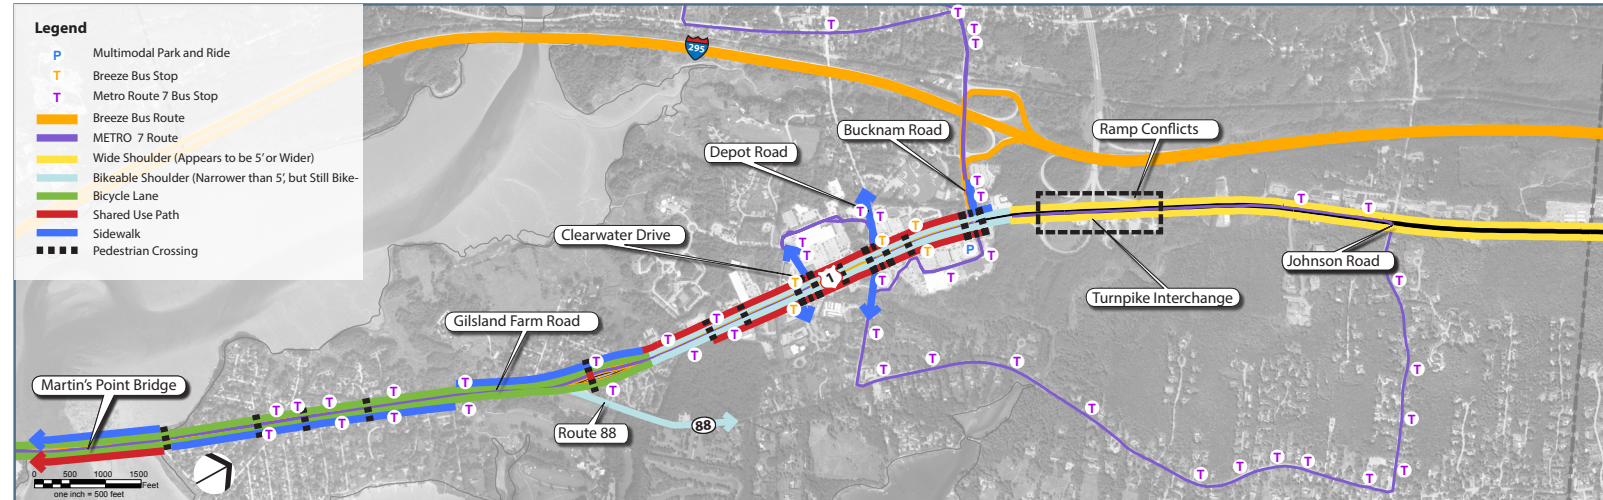 Legend
P Multimodal Park and Ride
T Breeze Bus Stop
T Metro Route 7 Bus Stop
Breeze Bus Route
METRO 7 Route
Wide Shoulder (Appears to be 5' or Wider)
Bikeable Shoulder (Narrower than 5', but Still Bike-
Bicycle Lane
Shared Use Path
Sidewalk
Pedestrian Crossing
295
Bucknam Road
Ramp Conflicts
Depot Road
Clearwater Drive
1
P
Johnson Road
Turnpike Interchange
Gilsland Farm Road
Martin's Point Bridge
Route 88
88
0 500 1000 1500
Feet
one inch = 500 feet